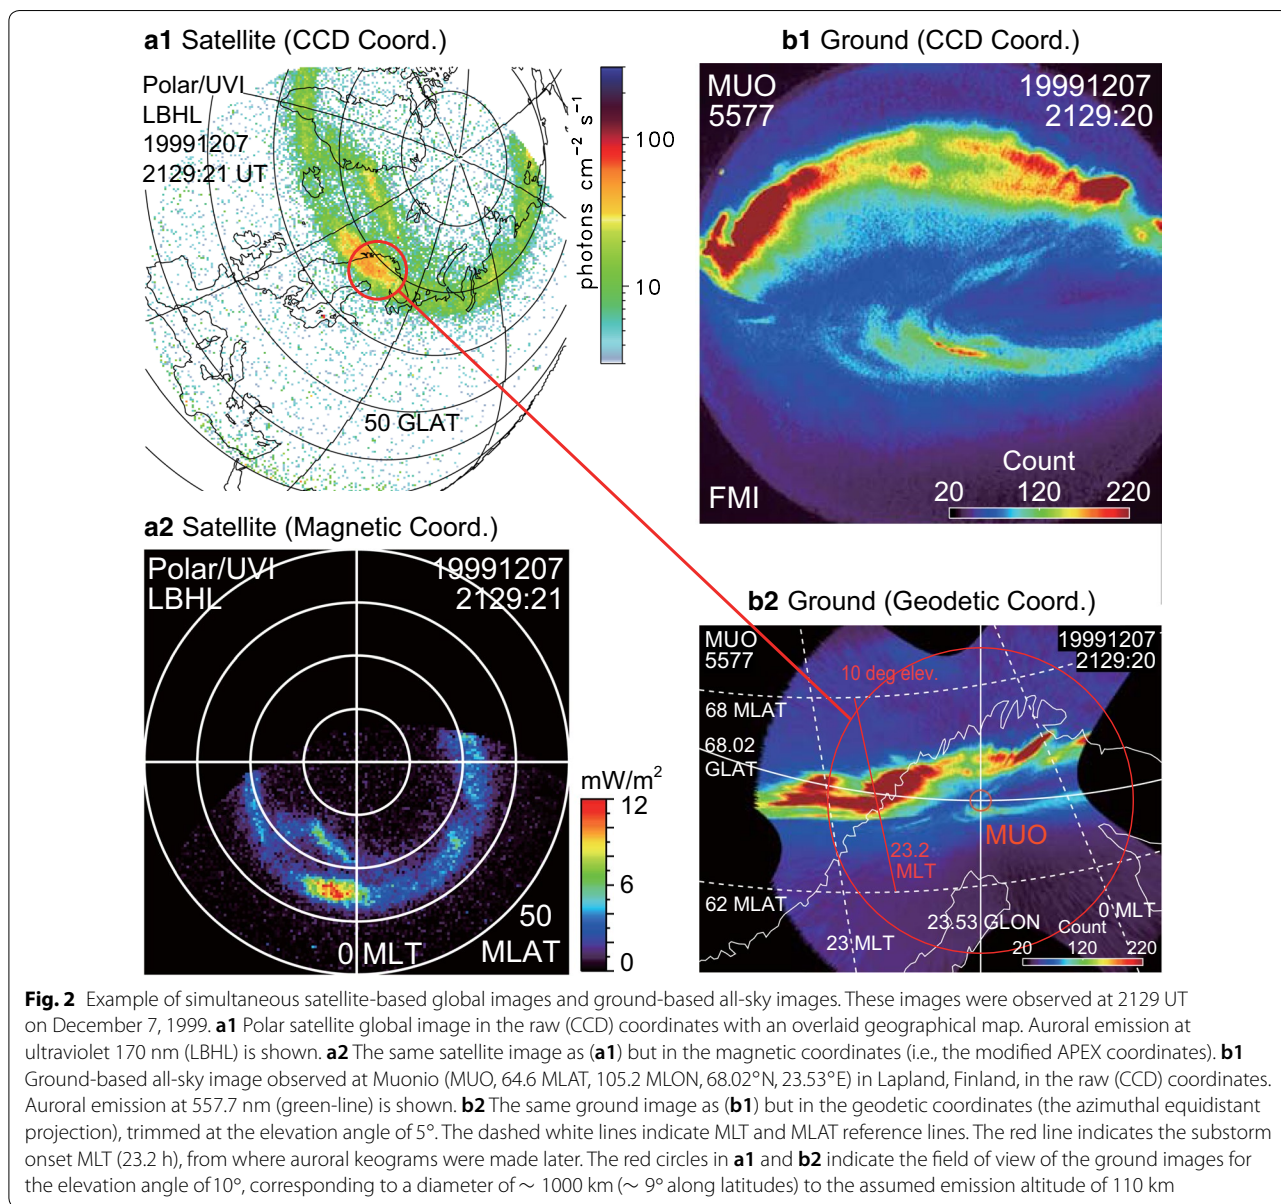 a1 Satellite (CCD Coord.)
Polar/UVI
LBHL
19991207
2129:21 UT
50 GLAT
100
10
photons cm⁻² s⁻¹
b1 Ground (CCD Coord.)
MUO
5577
19991207
2129:20
FMI
Count
20 120 220
a2 Satellite (Magnetic Coord.)
Polar/UVI
LBHL
19991207
2129:21
0 MLT
50
MLAT
mW/m²
12
6
0
b2 Ground (Geodetic Coord.)
MUO
5577
19991207
2129:20
10 deg elev.
68 MLAT
68.02
GLAT
MUO
23.2
MLT
62 MLAT
23 MLT
23.53 GLON
0 MLT
Count
20 120 220
Fig. 2 Example of simultaneous satellite-based global images and ground-based all-sky images. These images were observed at 2129 UT
on December 7, 1999. a1 Polar satellite global image in the raw (CCD) coordinates with an overlaid geographical map. Auroral emission at
ultraviolet 170 nm (LBHL) is shown. a2 The same satellite image as (a1) but in the magnetic coordinates (i.e., the modified APEX coordinates). b1
Ground-based all-sky image observed at Muonio (MUO, 64.6 MLAT, 105.2 MLON, 68.02°N, 23.53°E) in Lapland, Finland, in the raw (CCD) coordinates.
Auroral emission at 557.7 nm (green-line) is shown. b2 The same ground image as (b1) but in the geodetic coordinates (the azimuthal equidistant
projection), trimmed at the elevation angle of 5°. The dashed white lines indicate MLT and MLAT reference lines. The red line indicates the substorm
onset MLT (23.2 h), from where auroral keograms were made later. The red circles in a1 and b2 indicate the field of view of the ground images for
the elevation angle of 10°, corresponding to a diameter of ~ 1000 km (~ 9° along latitudes) to the assumed emission altitude of 110 km